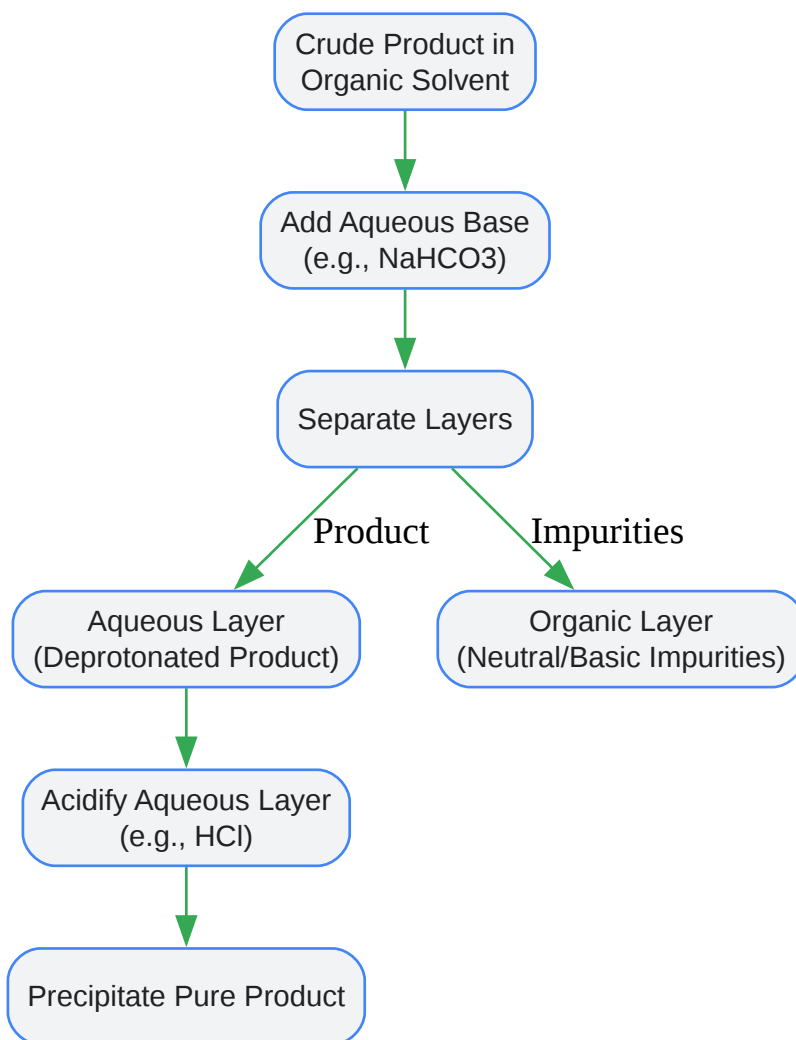 Crude Product in
Organic Solvent
Add Aqueous Base
(e.g., NaHCO3)
Separate Layers
Product
Impurities
Aqueous Layer
(Deprotonated Product)
Organic Layer
(Neutral/Basic Impurities)
Acidify Aqueous Layer
(e.g., HCl)
Precipitate Pure Product